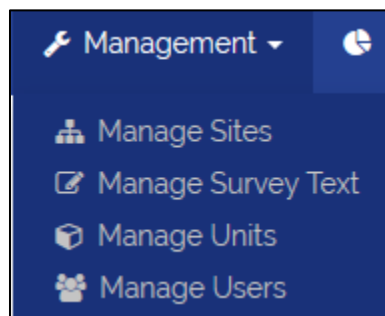 Management
Manage Sites
Manage Survey Text
Manage Units
Manage Users